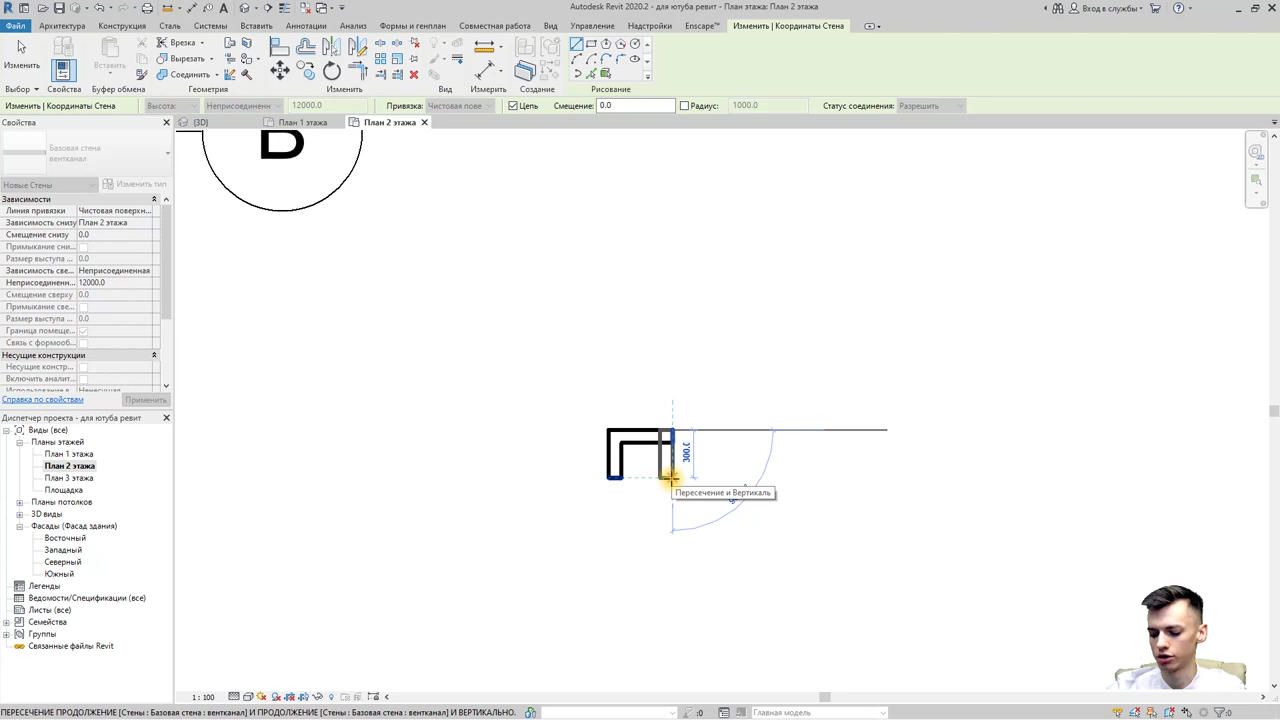 Autodesk Revit 2020.2 - для ютуба ревит - План этажа: План 2 этажа
Вход в службы
Файл Архитектура Конструкция Сталь Системы Вставить Аннотации Анализ Формы и генплан Совместная работа Вид Управление Надстройки Enscape™ Изменить | Координаты Стена
Изменить Вставить Врезка Вырезать Соединить
Выбор Свойства Буфер обмена Геометрия Изменить Вид Измерить Создание Рисование
Изменить | Координаты Стена Высота: Неприсоединенн 12000.0 Привязка: Чистовая пове Цепь Смещение: 0.0 Радиус: 1000.0 Статус соединения: Разрешить
Свойства
{3D} План 1 этажа План 2 этажа
Базовая стена
вентканал
Новые Стены Изменить тип
Зависимости
Линия привязки Чистовая поверхн...
Зависимость снизу План 2 этажа
Смещение снизу 0.0
Примыкание сни...
Размер выступа ... 0.0
Зависимость све... Неприсоединенная
Неприсоединенн... 12000.0
Смещение сверху 0.0
Примыкание све...
Размер выступа ... 0.0
Граница помеще...
Связь с формооб...
Несущие конструкции
Несущие констр...
Включить аналит...
Справка по свойствам Применить
Диспетчер проекта - для ютуба ревит
Виды (все)
Планы этажей
План 1 этажа
План 2 этажа
План 3 этажа
Площадка
Планы потолков
3D виды
Фасады (Фасад здания)
Восточный
Западный
Северный
Южный
Легенды
Ведомости/Спецификации (все)
Листы (все)
Семейства
Группы
Связанные файлы Revit
В
300.0
Пересечение и Вертикаль
1 : 100
ПЕРЕСЕЧЕНИЕ ПРОДОЛЖЕНИЕ [Стены : Базовая стена : вентканал] И ПРОДОЛЖЕНИЕ [Стены : Базовая стена : вентканал] И ВЕРТИКАЛЬНО. :0 Главная модель :0